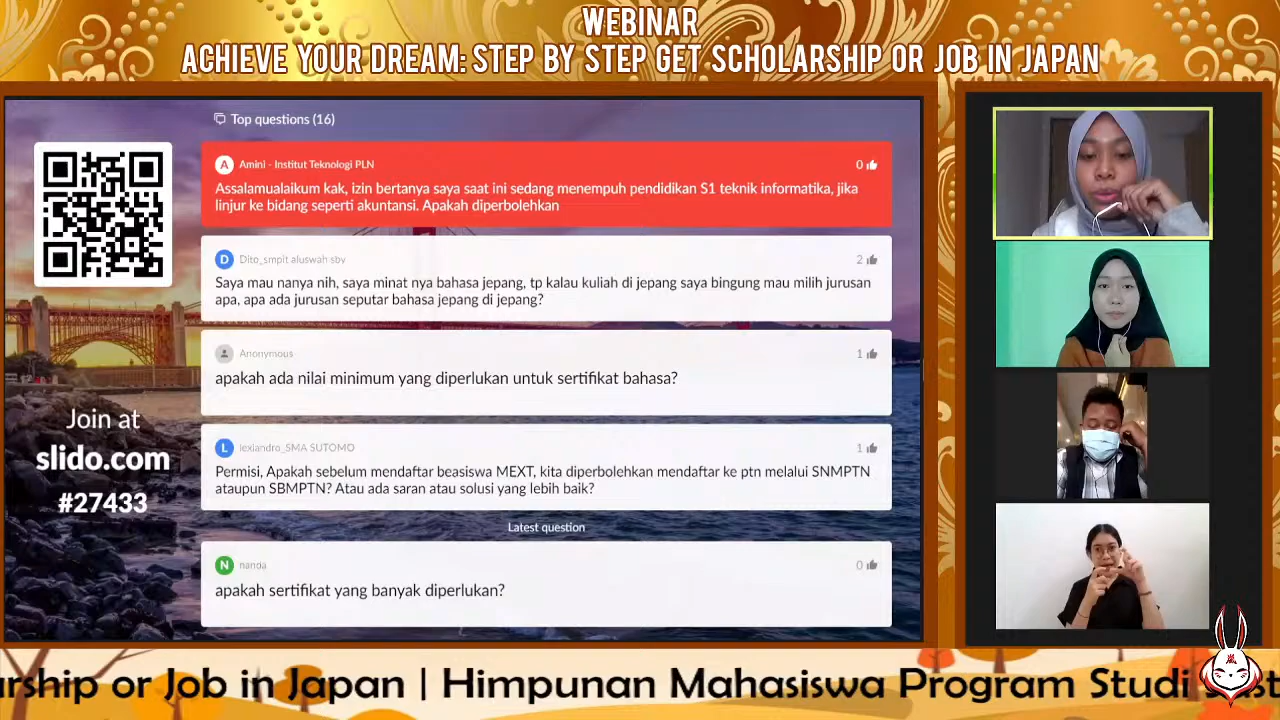 WEBINAR
ACHIEVE YOUR DREAM: STEP BY STEP GET SCHOLARSHIP OR JOB IN JAPAN
Top questions (16)
A Amini - Institut Teknologi PLN 0
Assalamualaikum kak, izin bertanya saya saat ini sedang menempuh pendidikan S1 teknik informatika, jika
linjur ke bidang seperti akuntansi. Apakah diperbolehkan
D Dito_smpit aluswah sby 2
Saya mau nanya nih, saya minat nya bahasa jepang, tp kalau kuliah di jepang saya bingung mau milih jurusan
apa, apa ada jurusan seputar bahasa jepang di jepang?
Anonymous 1
apakah ada nilai minimum yang diperlukan untuk sertifikat bahasa?
L lexiandro_SMA SUTOMO 1
Permisi, Apakah sebelum mendaftar beasiswa MEXT, kita diperbolehkan mendaftar ke ptn melalui SNMPTN
ataupun SBMPTN? Atau ada saran atau solusi yang lebih baik?
Latest question
N nanda 0
apakah sertifikat yang banyak diperlukan?
Join at
slido.com
#27433
rship or Job in Japan | Himpunan Mahasiswa Program Studi